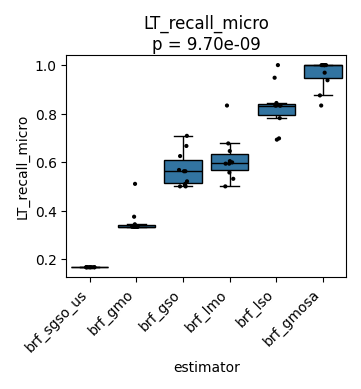 LT_recall_micro
p = 9.70e-09
LT_recall_micro
1.0
0.8
0.6
0.4
0.2
brf_sgso_us
brf_gmo
brf_gso
brf_lmo
brf_lso
brf_gmosa
estimator